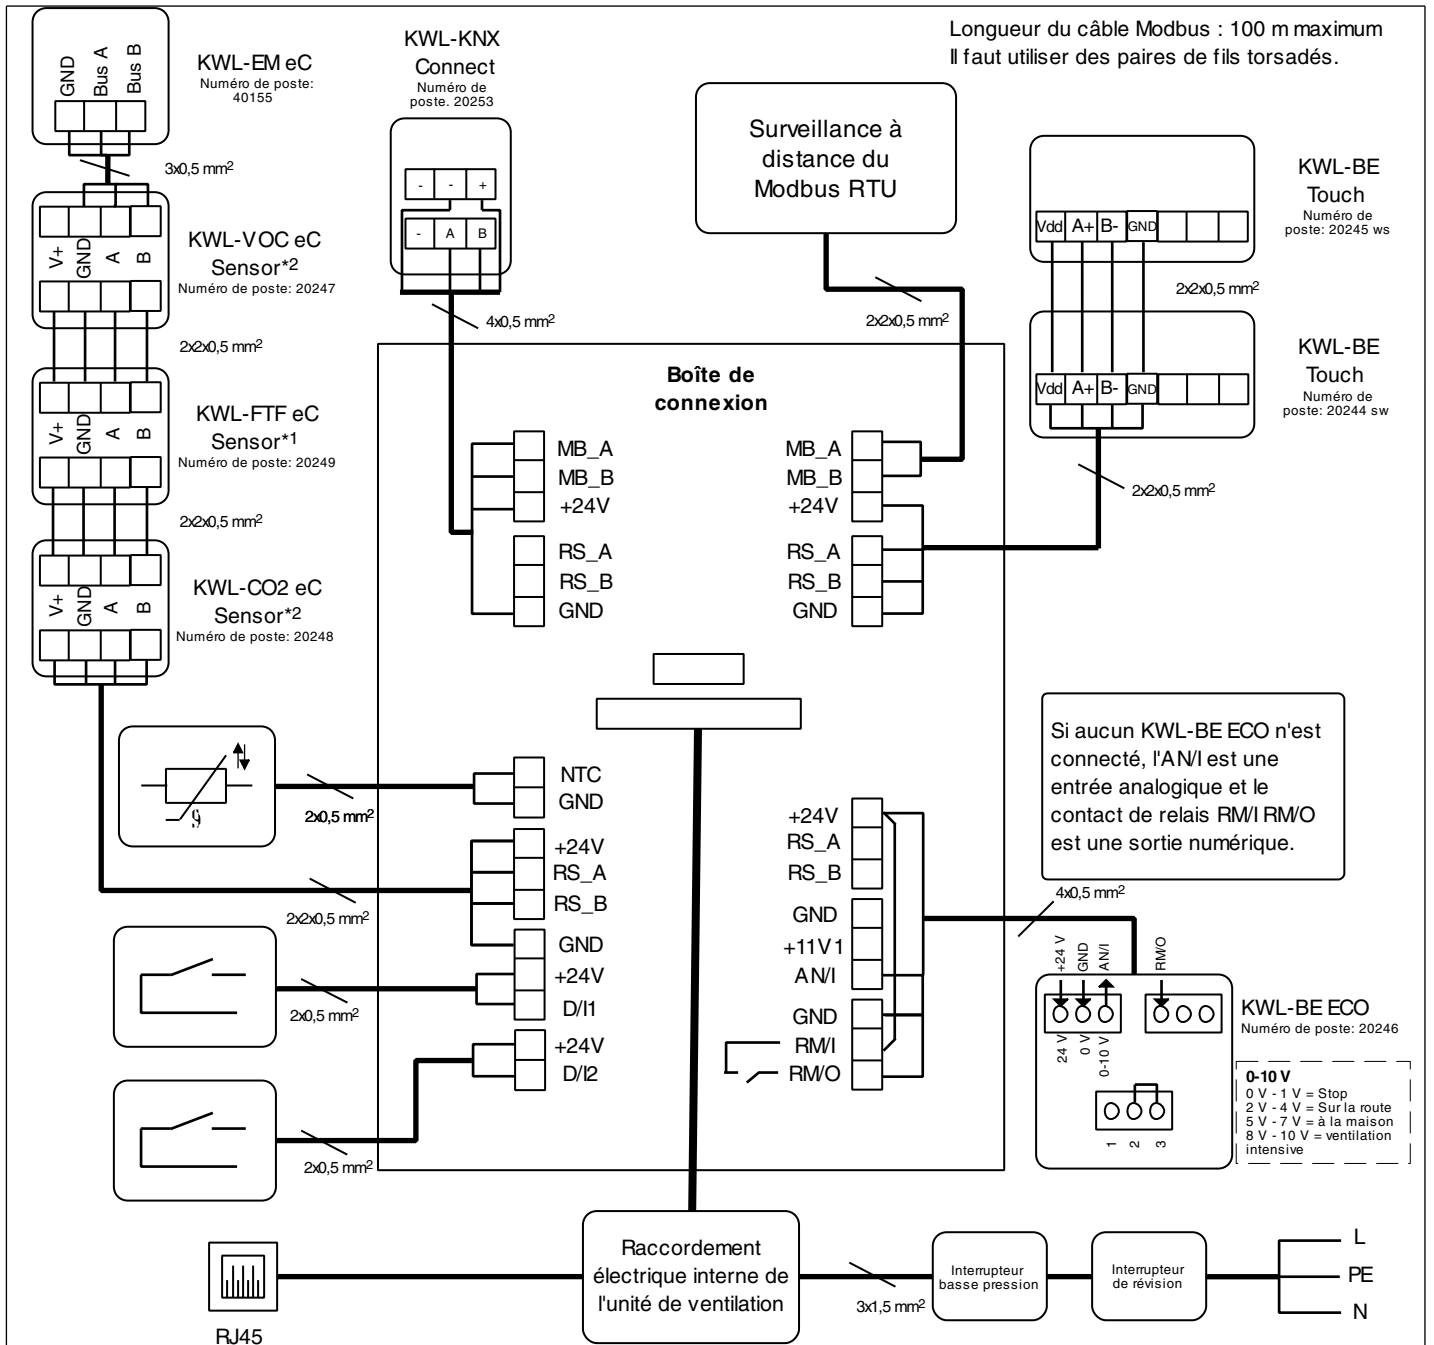 Longueur du câble Modbus : 100 m maximum
Il faut utiliser des paires de fils torsadés.
GND
Bus A
Bus B
KWL-EM eC
Numéro de poste:
40155
3x0,5 mm²
V+
GND
A
B
KWL-VOC eC
Sensor*2
Numéro de poste: 20247
2x2x0,5 mm²
V+
GND
A
B
KWL-FTF eC
Sensor*1
Numéro de poste: 20249
2x2x0,5 mm²
V+
GND
A
B
KWL-CO2 eC
Sensor*2
Numéro de poste: 20248
KWL-KNX
Connect
Numéro de
poste. 20253
- - +
- A B
4x0,5 mm²
Surveillance à
distance du
Modbus RTU
2x2x0,5 mm²
KWL-BE
Touch
Numéro de
poste: 20245 ws
Vdd A+ B- GND
2x2x0,5 mm²
KWL-BE
Touch
Numéro de
poste: 20244 sw
Vdd A+ B- GND
2x2x0,5 mm²
Boîte de
connexion
MB_A
MB_B
+24V
RS_A
RS_B
GND
MB_A
MB_B
+24V
RS_A
RS_B
GND
ϑ
2x0,5 mm²
NTC
GND
2x2x0,5 mm²
+24V
RS_A
RS_B
GND
2x0,5 mm²
+24V
D/I1
+24V
D/I2
2x0,5 mm²
+24V
RS_A
RS_B
GND
+11V1
AN/I
GND
RM/I
RM/O
Si aucun KWL-BE ECO n'est
connecté, l'AN/I est une
entrée analogique et le
contact de relais RM/I RM/O
est une sortie numérique.
4x0,5 mm²
+24 V
GND
AN/I
RM/O
24 V
0 V
0-10 V
1
2
3
KWL-BE ECO
Numéro de poste: 20246
0-10 V
0 V - 1 V = Stop
2 V - 4 V = Sur la route
5 V - 7 V = à la maison
8 V - 10 V = ventilation
intensive
RJ45
Raccordement
électrique interne de
l'unité de ventilation
3x1,5 mm²
Interrupteur
basse pression
Interrupteur
de révision
L
PE
N